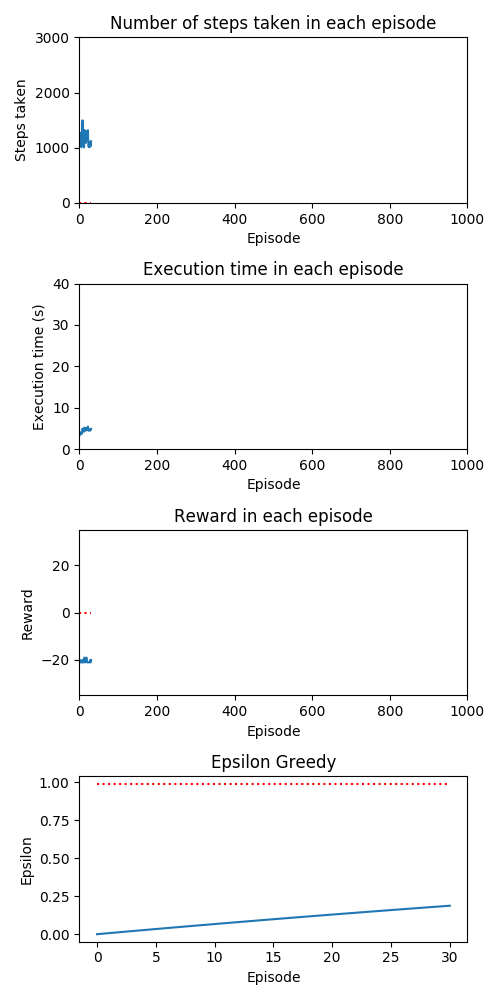 Number of steps taken in each episode
3000
2000
1000
0
Steps taken
0 200 400 600 800 1000
Episode
Execution time in each episode
40
30
20
10
0
Execution time (s)
0 200 400 600 800 1000
Episode
Reward in each episode
20
0
−20
Reward
0 200 400 600 800 1000
Episode
Epsilon Greedy
1.00
0.75
0.50
0.25
0.00
Epsilon
0 5 10 15 20 25 30
Episode